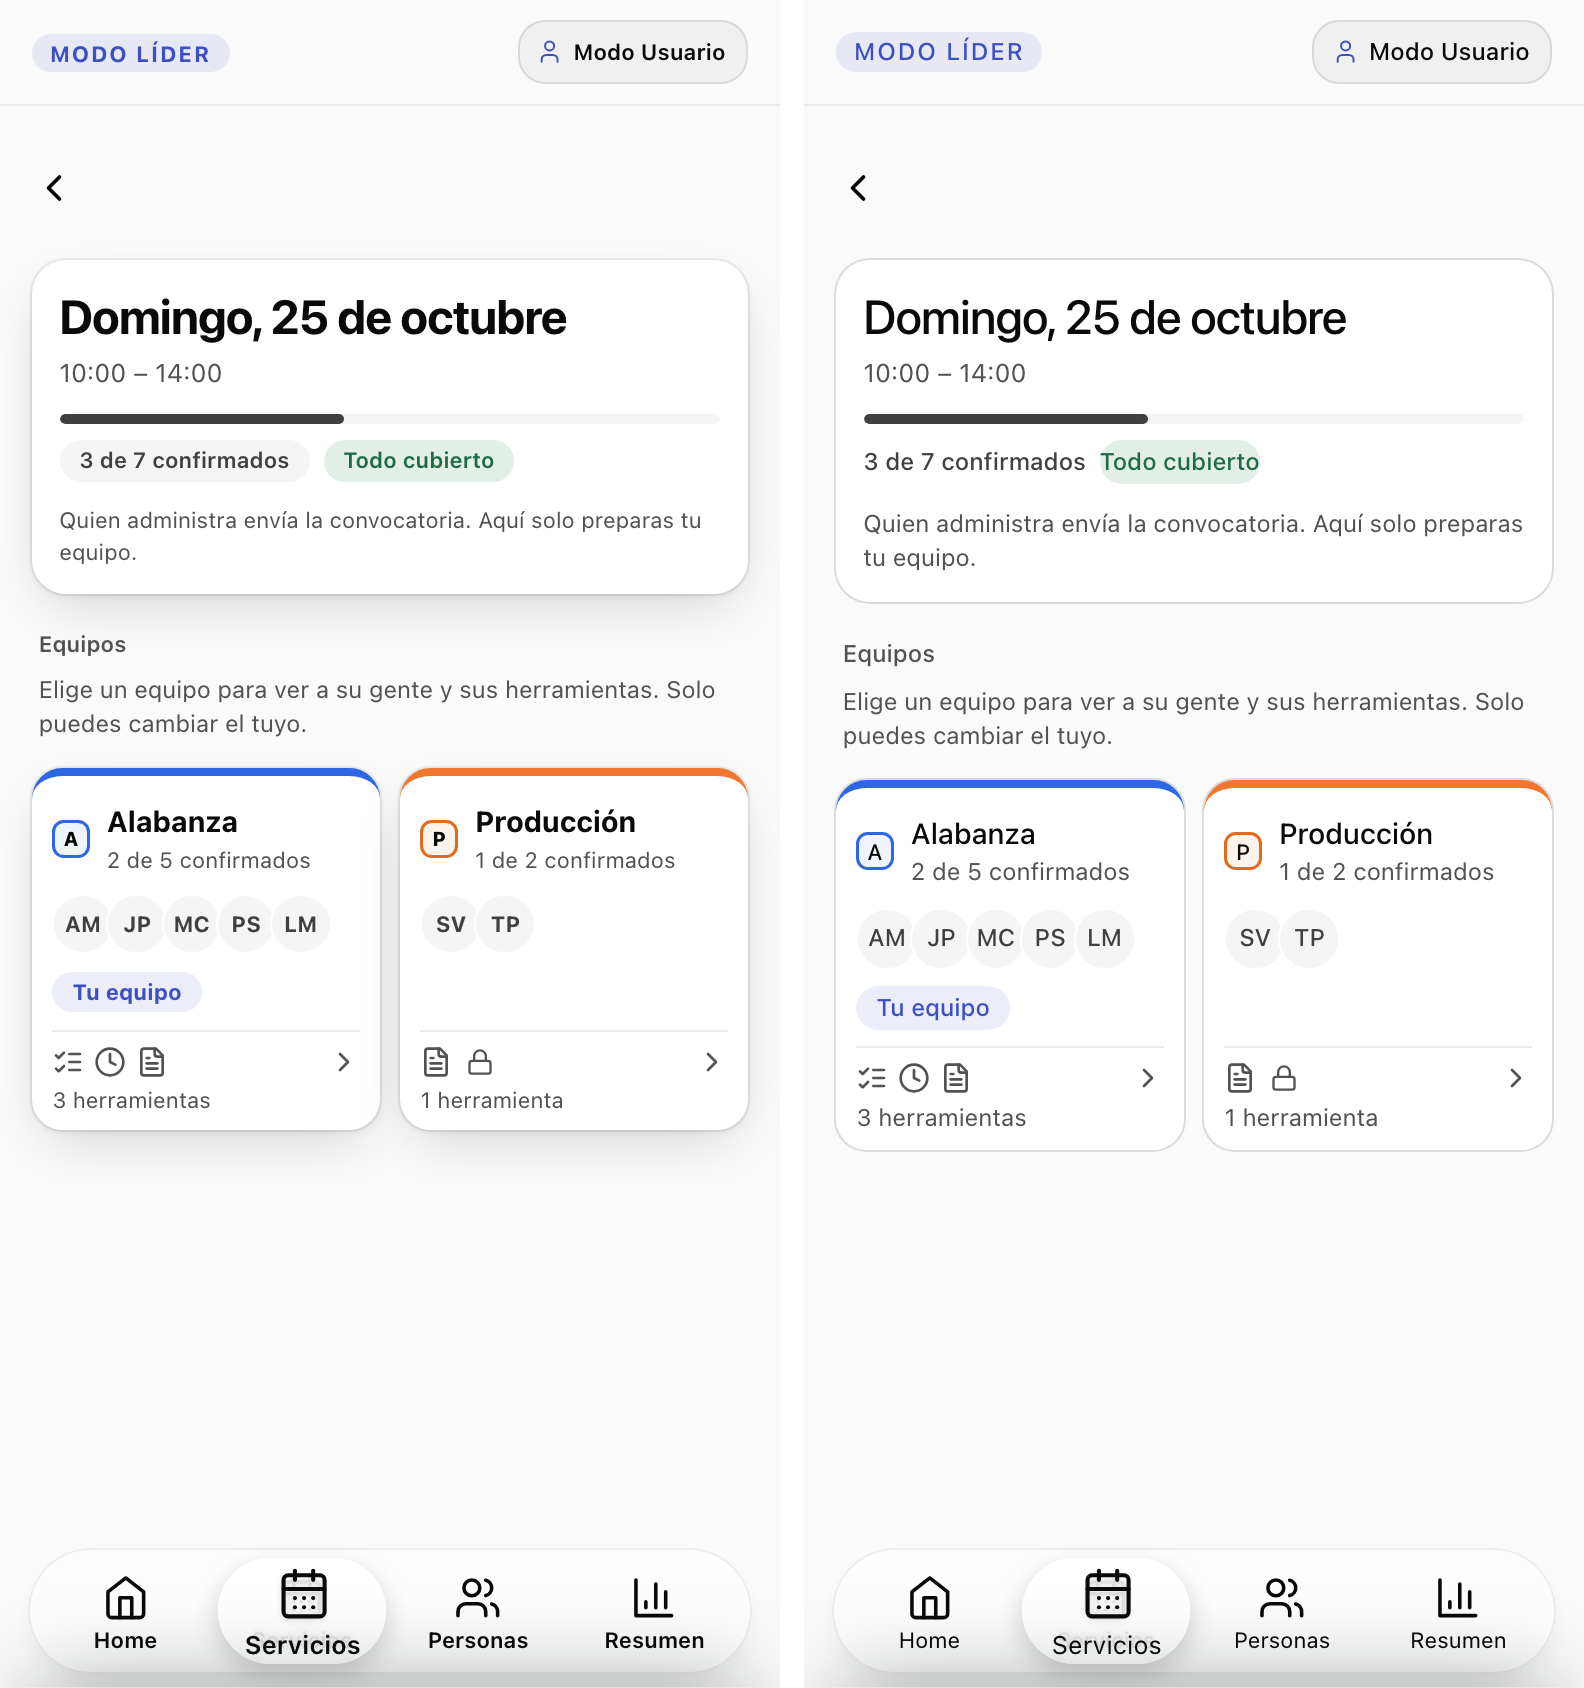 MODO LÍDER
Modo Usuario
Domingo, 25 de octubre
10:00 – 14:00
3 de 7 confirmados
Todo cubierto
Quien administra envía la convocatoria. Aquí solo preparas tu
equipo.
Equipos
Elige un equipo para ver a su gente y sus herramientas. Solo
puedes cambiar el tuyo.
A
Alabanza
2 de 5 confirmados
AM JP MC PS LM
Tu equipo
3 herramientas
P
Producción
1 de 2 confirmados
SV TP
1 herramienta
Home
Servicios
Personas
Resumen
MODO LÍDER
Modo Usuario
Domingo, 25 de octubre
10:00 – 14:00
3 de 7 confirmados
Todo cubierto
Quien administra envía la convocatoria. Aquí solo preparas
tu equipo.
Equipos
Elige un equipo para ver a su gente y sus herramientas. Solo
puedes cambiar el tuyo.
A
Alabanza
2 de 5 confirmados
AM JP MC PS LM
Tu equipo
3 herramientas
P
Producción
1 de 2 confirmados
SV TP
1 herramienta
Home
Servicios
Personas
Resumen